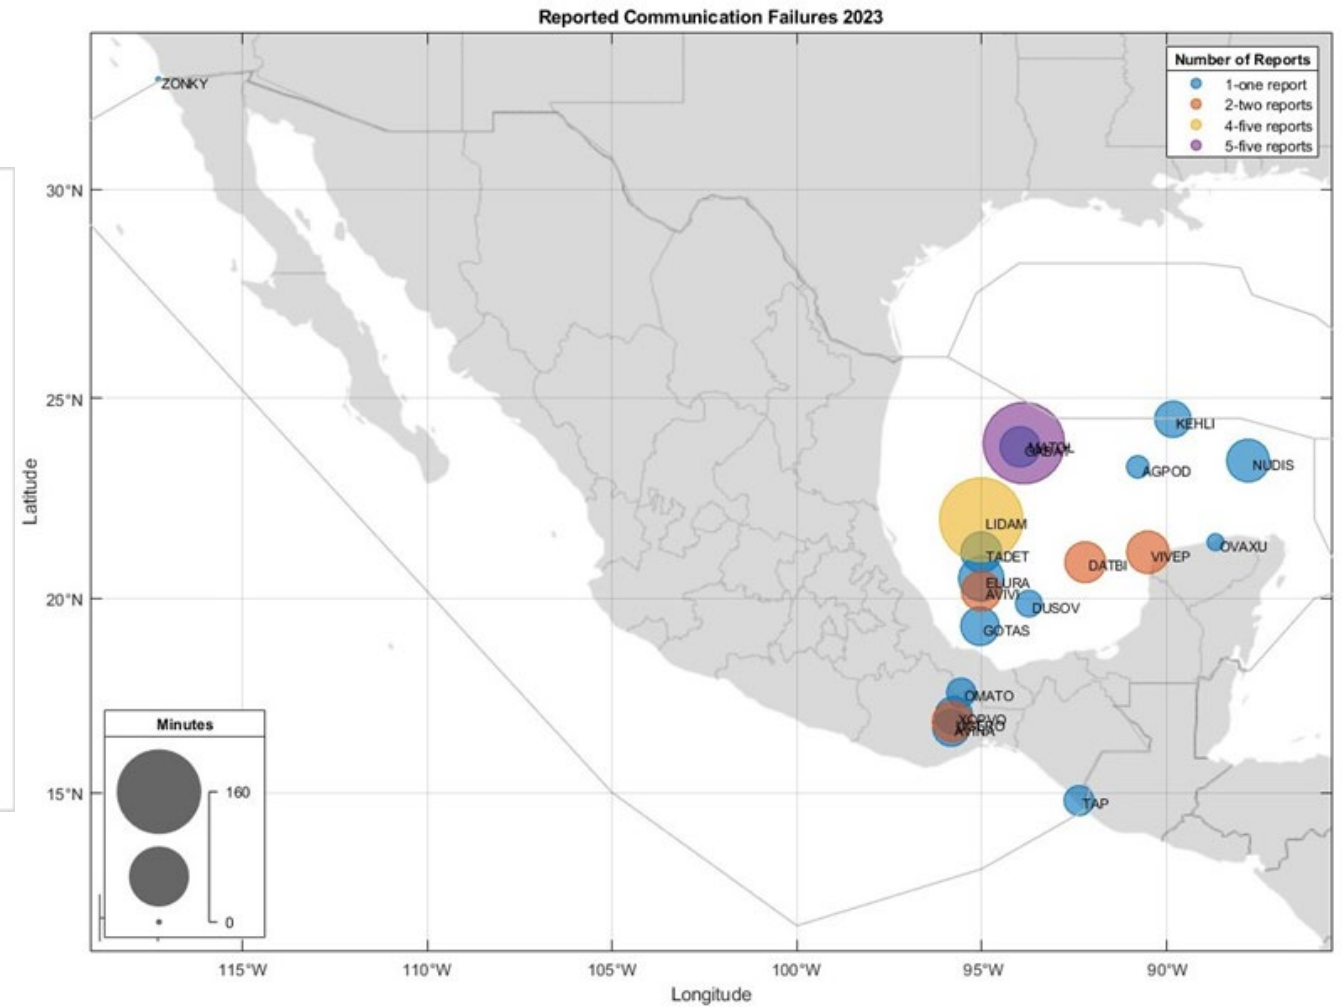 Reported Communication Failures 2023
Number of Reports
1-one report
2-two reports
4-five reports
5-five reports
ZONKY
30°N
25°N
20°N
15°N
Latitude
KEHLI
MATOL
NUDIS
AGPOD
LIDAM
OVAXU
TADET
VIVEP
DATBI
ELURA
AVIVI
DUSOV
GOTAS
OMATO
AVINA
TAP
Minutes
160
0
115°W
110°W
105°W
100°W
95°W
90°W
Longitude